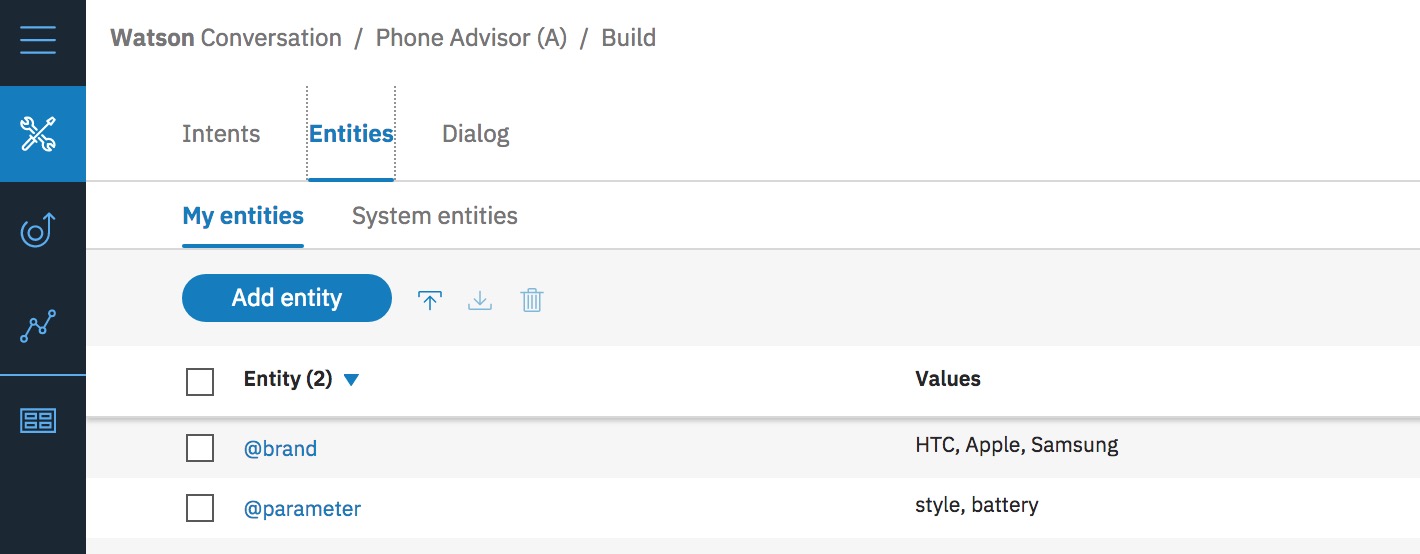 Watson Conversation / Phone Advisor (A) / Build
Intents Entities Dialog
My entities System entities
Add entity
Entity (2) Values
@brand HTC, Apple, Samsung
@parameter style, battery